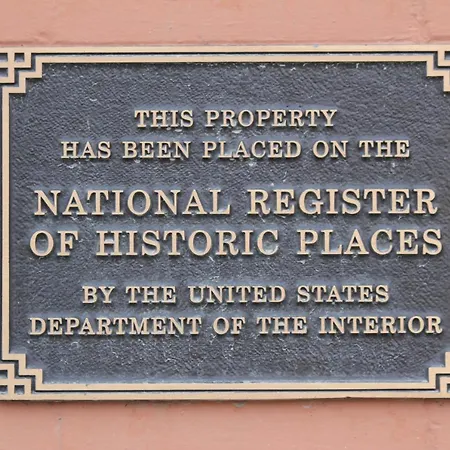 THIS PROPERTY
HAS BEEN PLACED ON THE
NATIONAL REGISTER
OF HISTORIC PLACES
BY THE UNITED STATES
DEPARTMENT OF THE INTERIOR